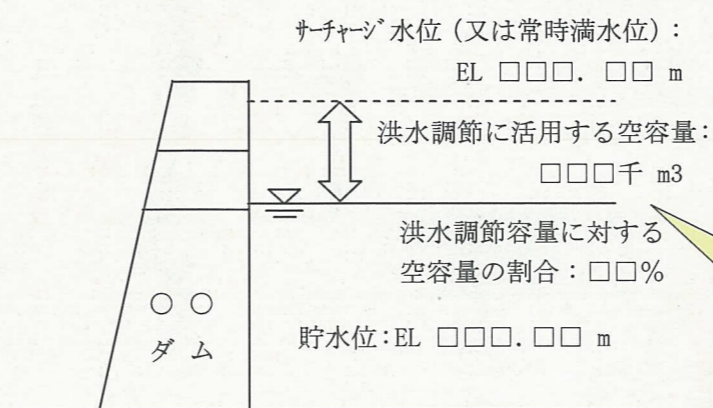 サーチャージ水位（又は常時満水位）：
EL □□□. □□ m
洪水調節に活用する空容量：
□□□千 m3
洪水調節容量に対する
空容量の割合：□□%
○ ○
ダ ム
貯水位：EL □□□.□□ m